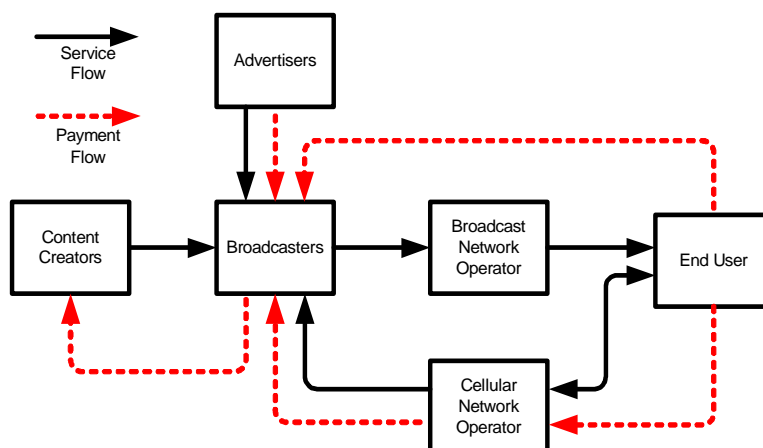 Service
Flow
Payment
Flow
Advertisers
Content
Creators
Broadcasters
Broadcast
Network
Operator
End User
Cellular
Network
Operator